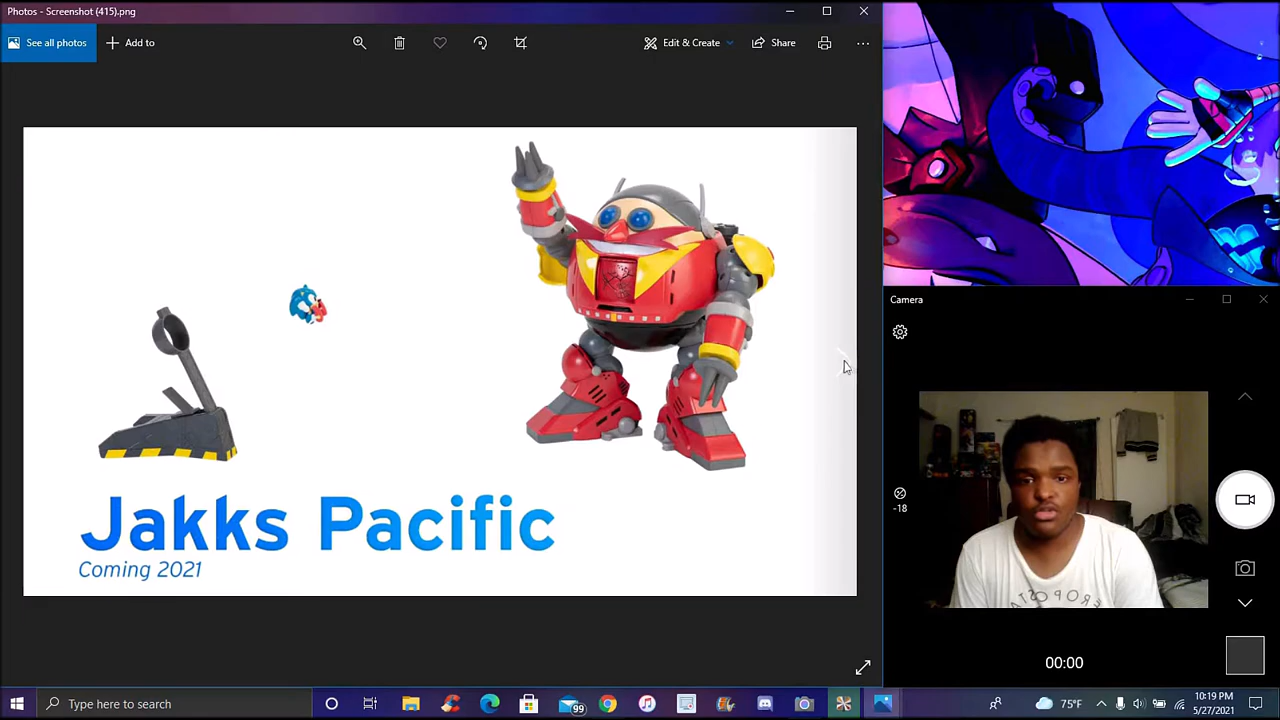 Photos - Screenshot (415).png
See all photos
Add to
Edit & Create
Share
Jakks Pacific
Coming 2021
Camera
-18
00:00
Type here to search
99
75°F
10:19 PM
5/27/2021